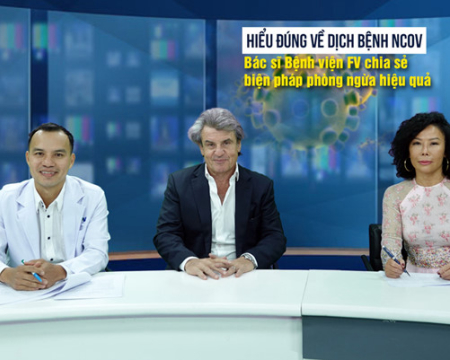 HIỂU ĐÚNG VỀ DỊCH BỆNH NCOV
Bác sĩ Bệnh viện FV chia sẻ
biện pháp phòng ngừa hiệu quả